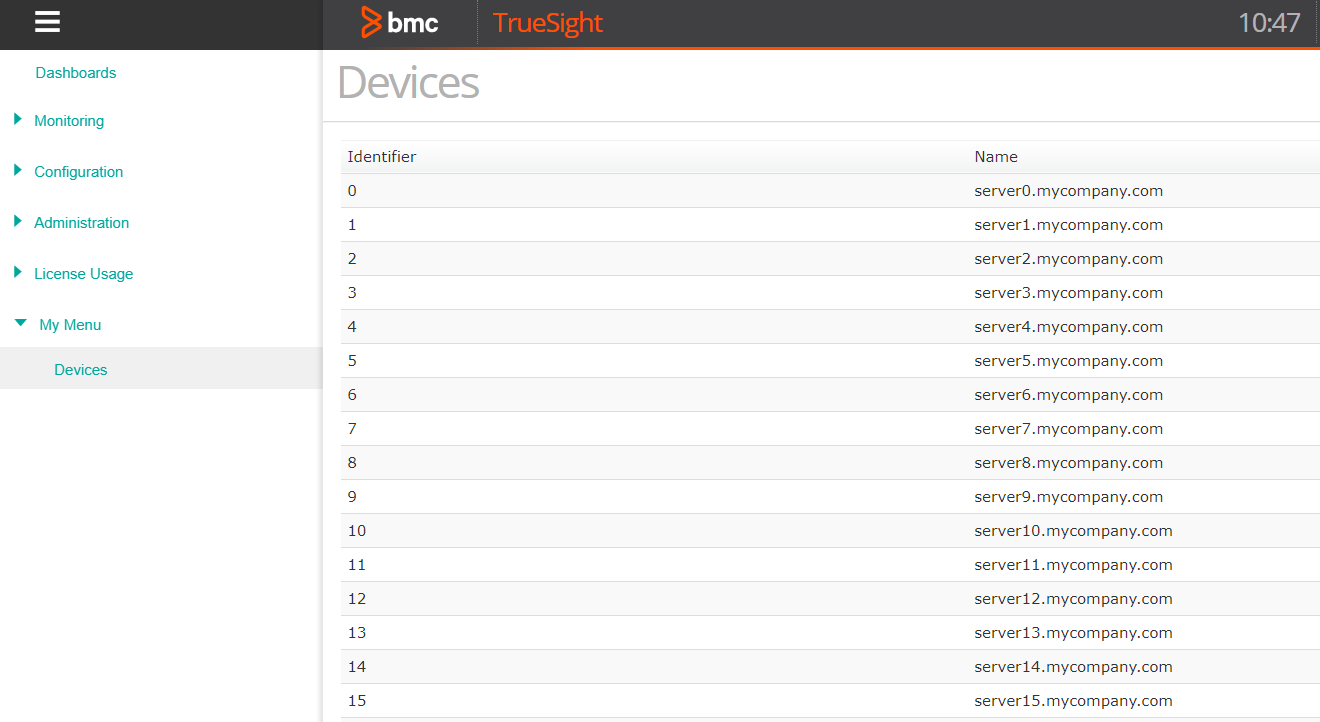 bmc TrueSight 10:47
Dashboards
Monitoring
Configuration
Administration
License Usage
My Menu
Devices
Devices
Identifier Name
0 server0.mycompany.com
1 server1.mycompany.com
2 server2.mycompany.com
3 server3.mycompany.com
4 server4.mycompany.com
5 server5.mycompany.com
6 server6.mycompany.com
7 server7.mycompany.com
8 server8.mycompany.com
9 server9.mycompany.com
10 server10.mycompany.com
11 server11.mycompany.com
12 server12.mycompany.com
13 server13.mycompany.com
14 server14.mycompany.com
15 server15.mycompany.com